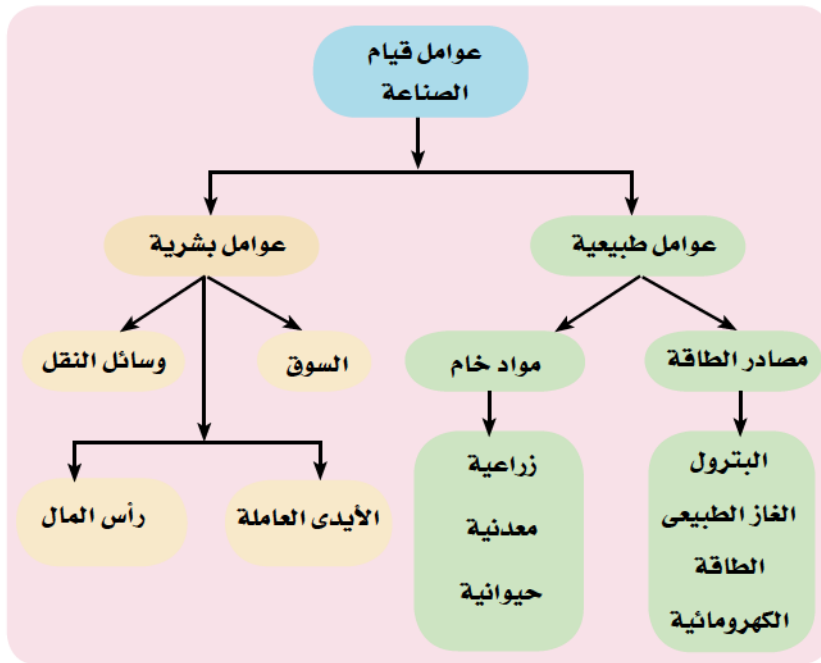 عوامل قيام
الصناعة
عوامل طبيعية
عوامل بشرية
مصادر الطاقة
مواد خام
السوق
وسائل النقل
البترول
الغاز الطبيعى
الطاقة
الكهرومائية
زراعية
معدنية
حيوانية
الأيدى العاملة
رأس المال